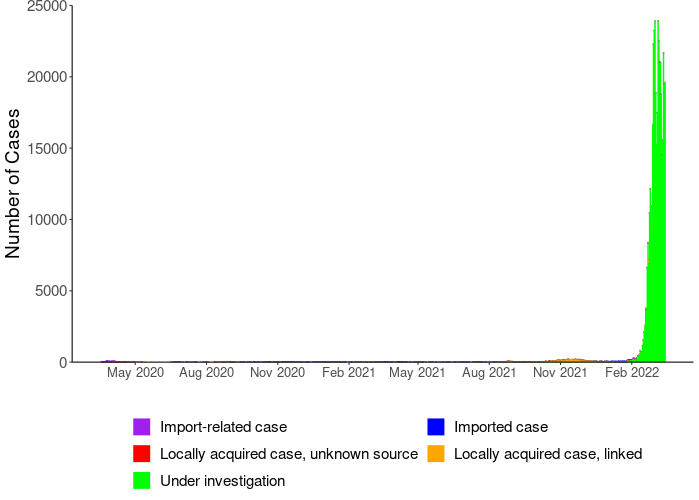 25000
20000
15000
10000
5000
0
Number of Cases
May 2020 Aug 2020 Nov 2020 Feb 2021 May 2021 Aug 2021 Nov 2021 Feb 2022
Import-related case Imported case
Locally acquired case, unknown source Locally acquired case, linked
Under investigation